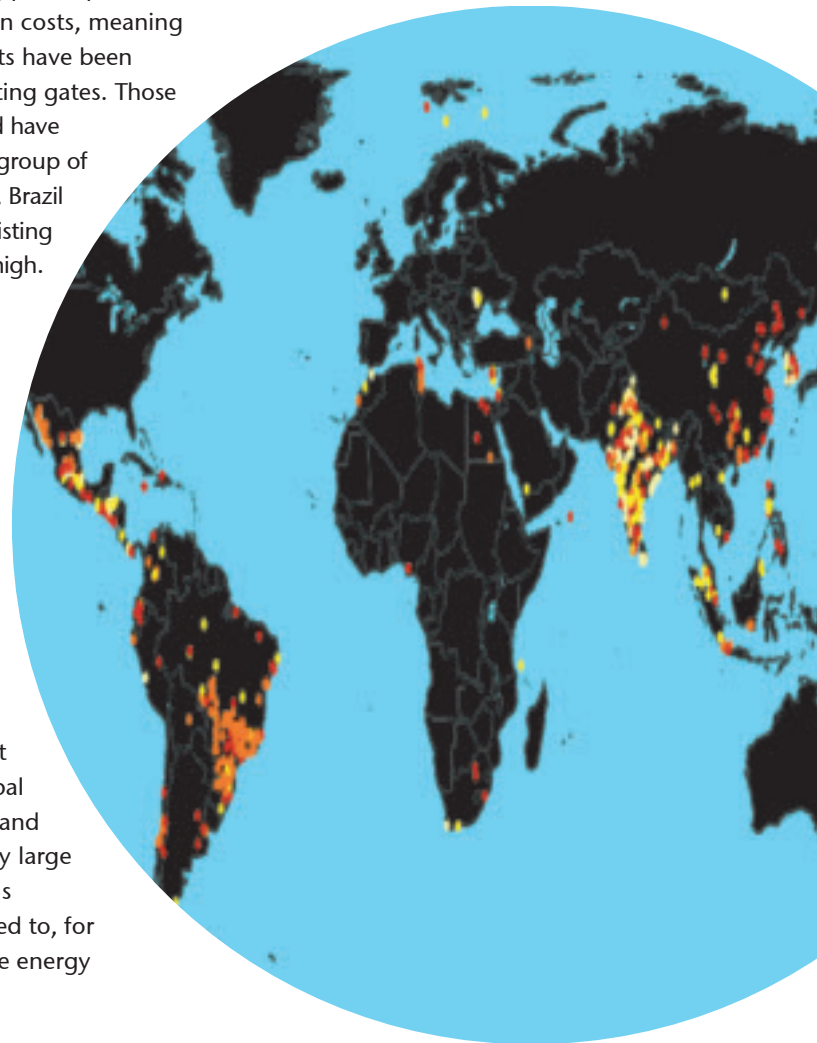 n costs, meaning
ts have been
ting gates. Those
d have
group of
Brazil
isting
high.
t
bal
and
y large
s
ed to, for
e energy